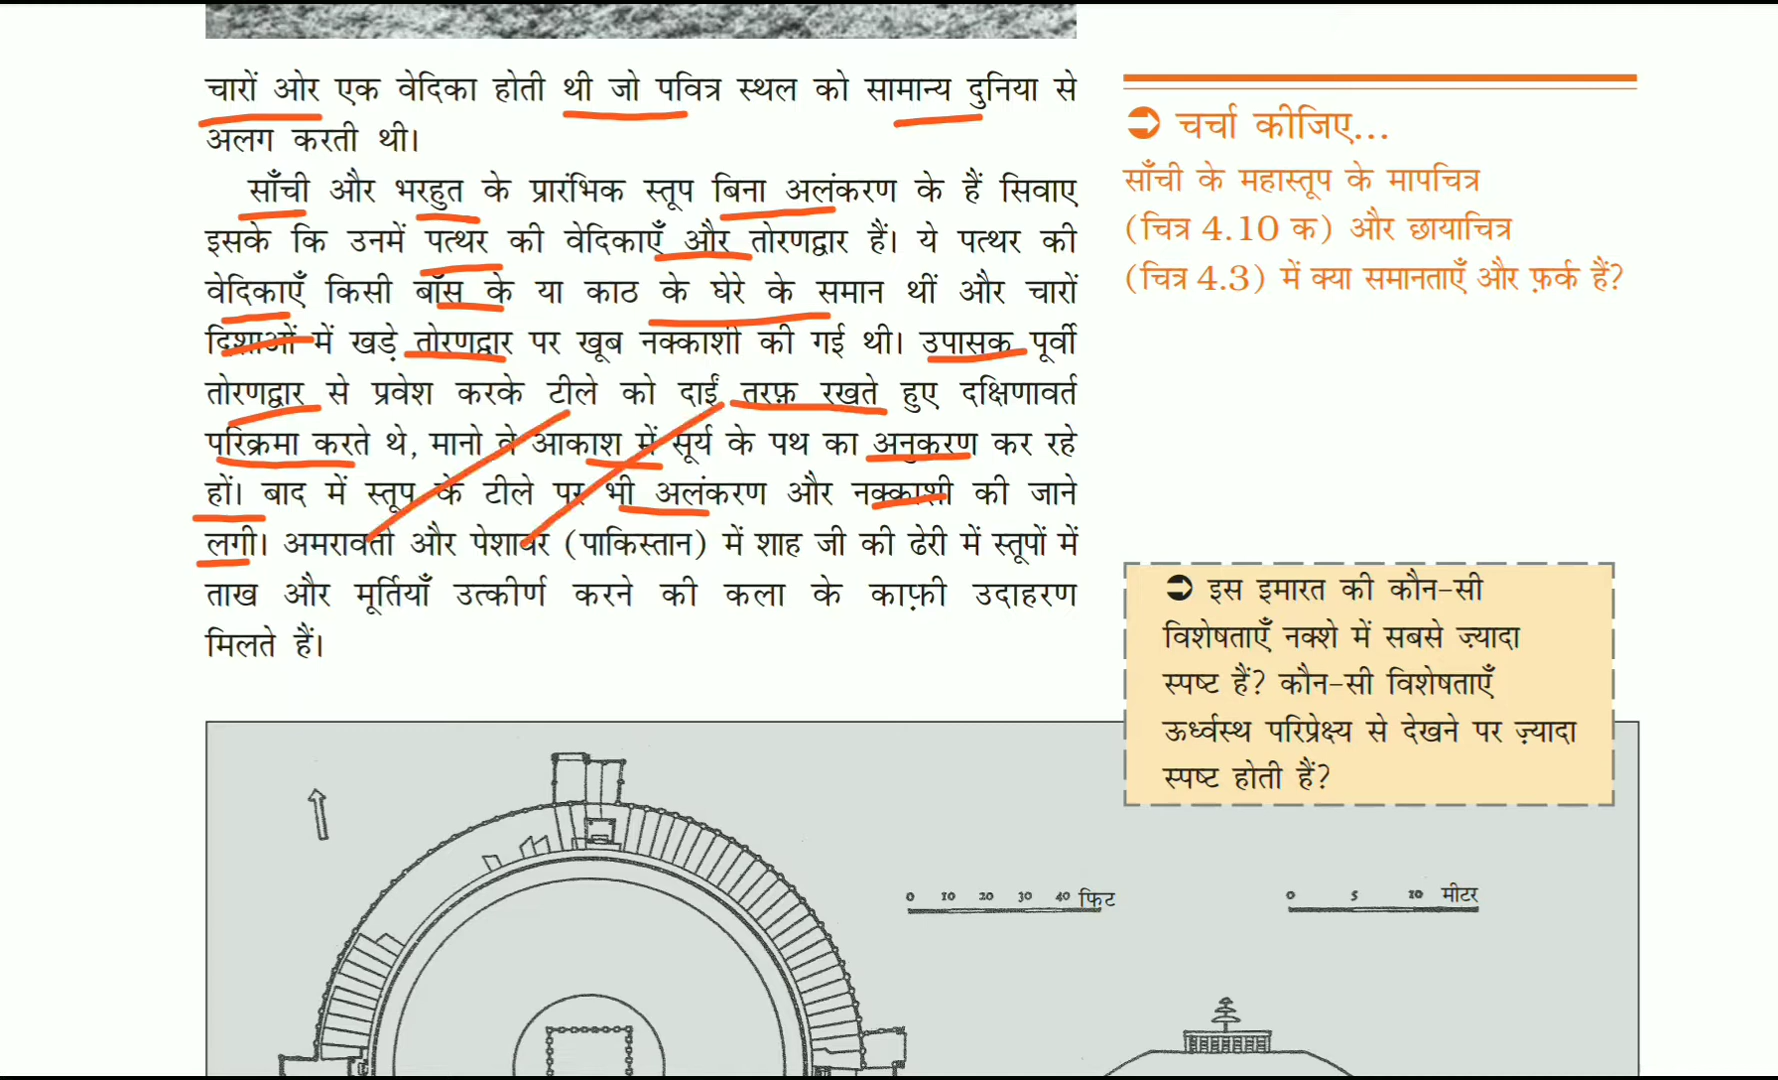 चारों ओर एक वेदिका होती थी जो पवित्र स्थल को सामान्य दुनिया से
अलग करती थी।
साँची और भरहुत के प्रारंभिक स्तूप बिना अलंकरण के हैं सिवाए
इसके कि उनमें पत्थर की वेदिकाएँ और तोरणद्वार हैं। ये पत्थर की
वेदिकाएँ किसी बाँस के या काठ के घेरे के समान थीं और चारों
दिशाओं में खड़े तोरणद्वार पर खूब नक्काशी की गई थी। उपासक पूर्वी
तोरणद्वार से प्रवेश करके टीले को दाईं तरफ़ रखते हुए दक्षिणावर्त
परिक्रमा करते थे, मानो वे आकाश में सूर्य के पथ का अनुकरण कर रहे
हों। बाद में स्तूप के टीले पर भी अलंकरण और नक्काशी की जाने
लगी। अमरावती और पेशावर (पाकिस्तान) में शाह जी की ढेरी में स्तूपों में
ताख और मूर्तियाँ उत्कीर्ण करने की कला के काफ़ी उदाहरण
मिलते हैं।
चर्चा कीजिए...
साँची के महास्तूप के मापचित्र
(चित्र 4.10 क) और छायाचित्र
(चित्र 4.3) में क्या समानताएँ और फ़र्क हैं?
इस इमारत की कौन-सी
विशेषताएँ नक्शे में सबसे ज़्यादा
स्पष्ट हैं? कौन-सी विशेषताएँ
ऊर्ध्वस्थ परिप्रेक्ष्य से देखने पर ज़्यादा
स्पष्ट होती हैं?
0 10 20 30 40 फिट
0 5 10 मीटर